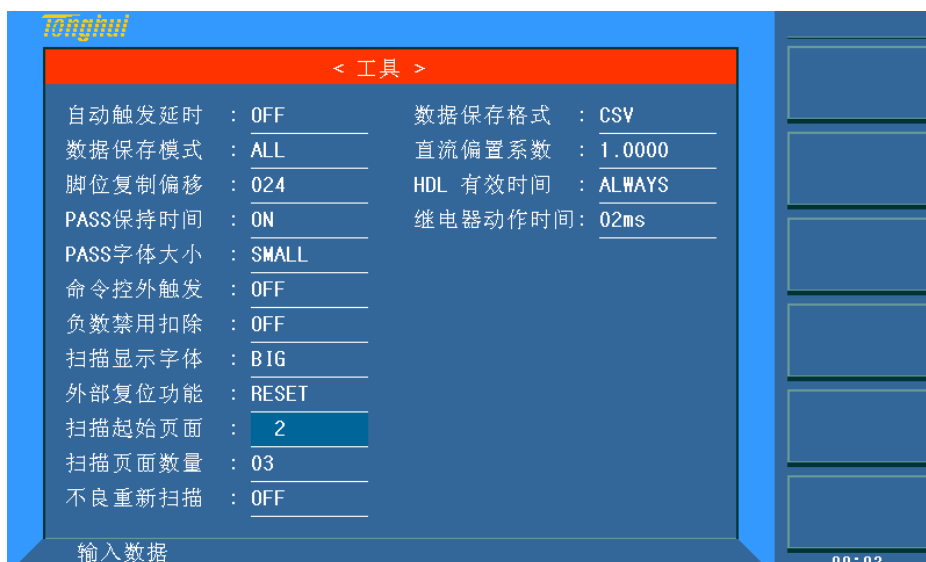 Tonghui
< 工具 >
自动触发延时 : OFF
数据保存模式 : ALL
脚位复制偏移 : 024
PASS保持时间 : ON
PASS字体大小 : SMALL
命令控外触发 : OFF
负数禁用扣除 : OFF
扫描显示字体 : BIG
外部复位功能 : RESET
扫描起始页面 : 2
扫描页面数量 : 03
不良重新扫描 : OFF
数据保存格式 : CSV
直流偏置系数 : 1.0000
HDL 有效时间 : ALWAYS
继电器动作时间: 02ms
输入数据